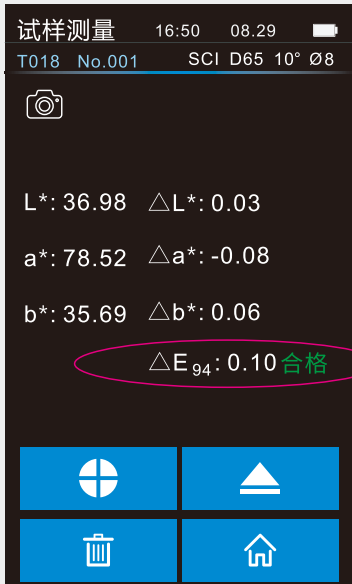 试样测量 16:50 08.29
T018 No.001 SCI D65 10° Ø8
L*: 36.98 △L*: 0.03
a*: 78.52 △a*: -0.08
b*: 35.69 △b*: 0.06
△E94: 0.10 合格